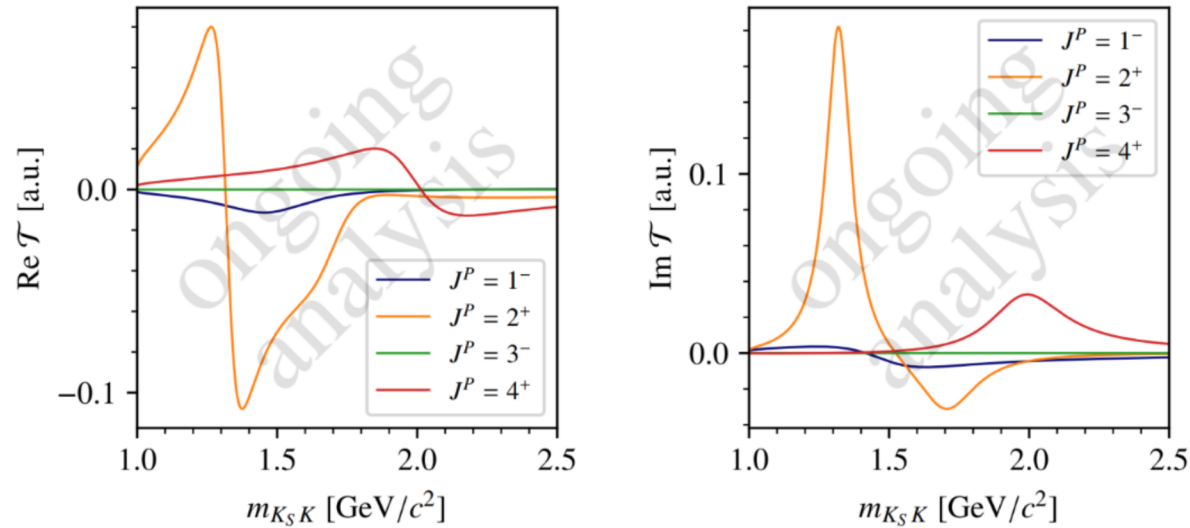 Re 𝒯 [a.u.]
0.0
−0.1
1.0 1.5 2.0 2.5
m_{K_S K} [GeV/c²]
J^P = 1⁻
J^P = 2⁺
J^P = 3⁻
J^P = 4⁺
ongoing
analysis
Im 𝒯 [a.u.]
0.1
0.0
1.0 1.5 2.0 2.5
m_{K_S K} [GeV/c²]
J^P = 1⁻
J^P = 2⁺
J^P = 3⁻
J^P = 4⁺
ongoing
analysis